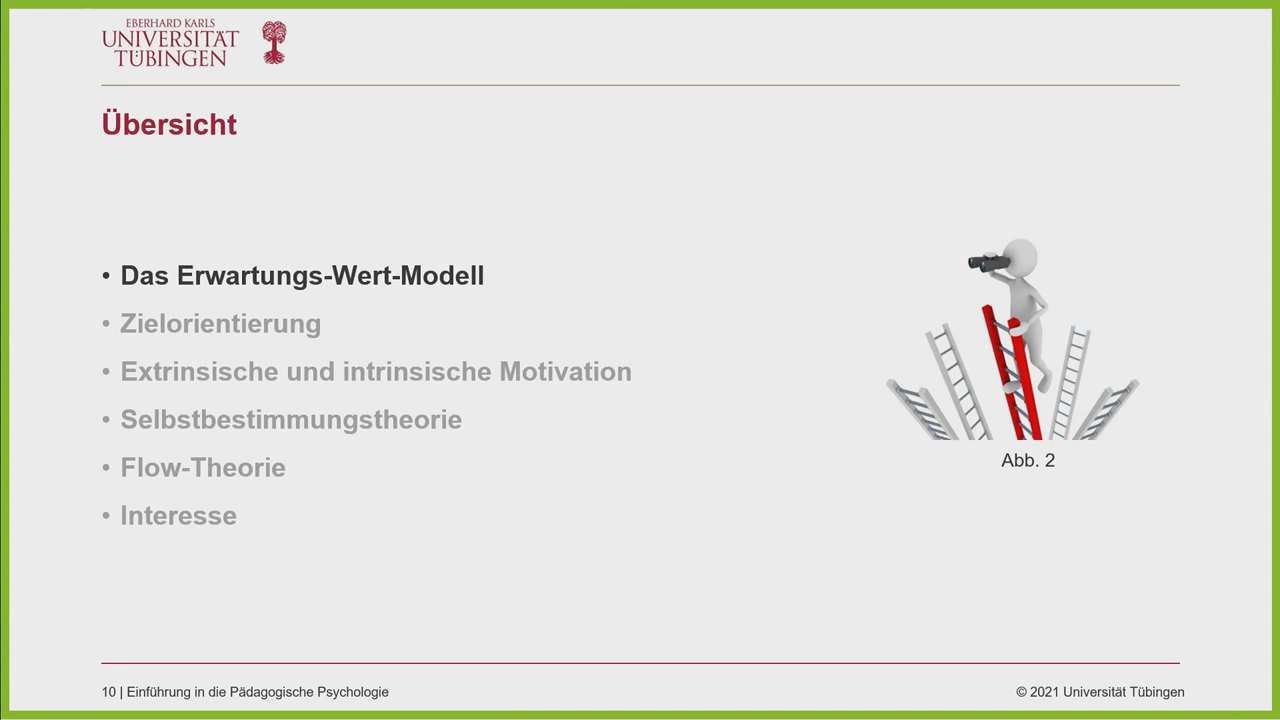 EBERHARD KARLS
UNIVERSITÄT
TÜBINGEN
Übersicht
• Das Erwartungs-Wert-Modell
• Zielorientierung
• Extrinsische und intrinsische Motivation
• Selbstbestimmungstheorie
• Flow-Theorie
• Interesse
Abb. 2
10 | Einführung in die Pädagogische Psychologie
© 2021 Universität Tübingen